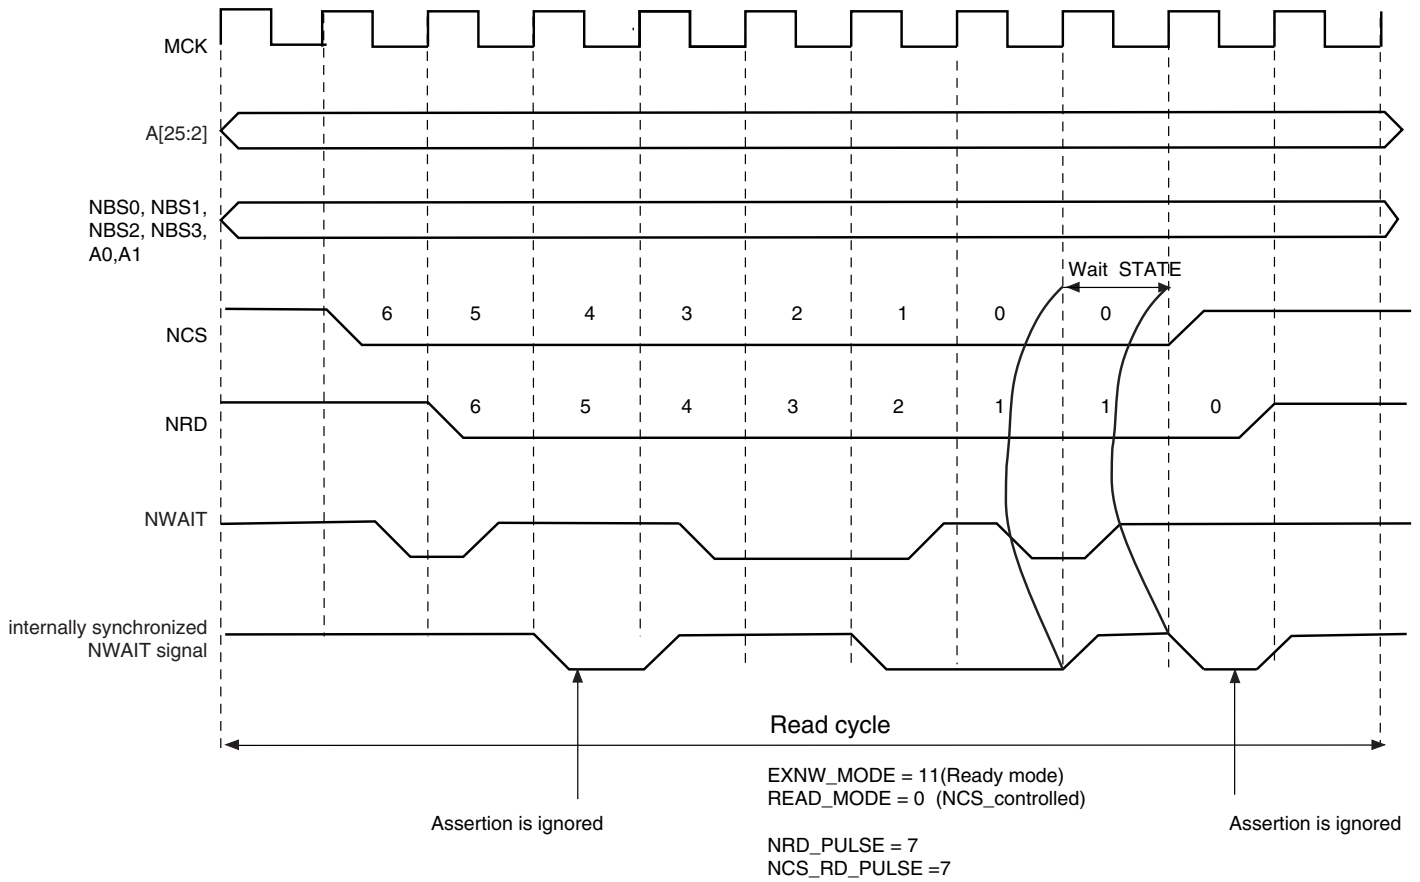 MCK
A[25:2]
NBS0, NBS1,
NBS2, NBS3,
A0,A1
Wait STATE
NCS
6 5 4 3 2 1 0 0
NRD
6 5 4 3 2 1 1 0
NWAIT
internally synchronized
NWAIT signal
Read cycle
EXNW_MODE = 11(Ready mode)
READ_MODE = 0 (NCS_controlled)
Assertion is ignored
Assertion is ignored
NRD_PULSE = 7
NCS_RD_PULSE =7